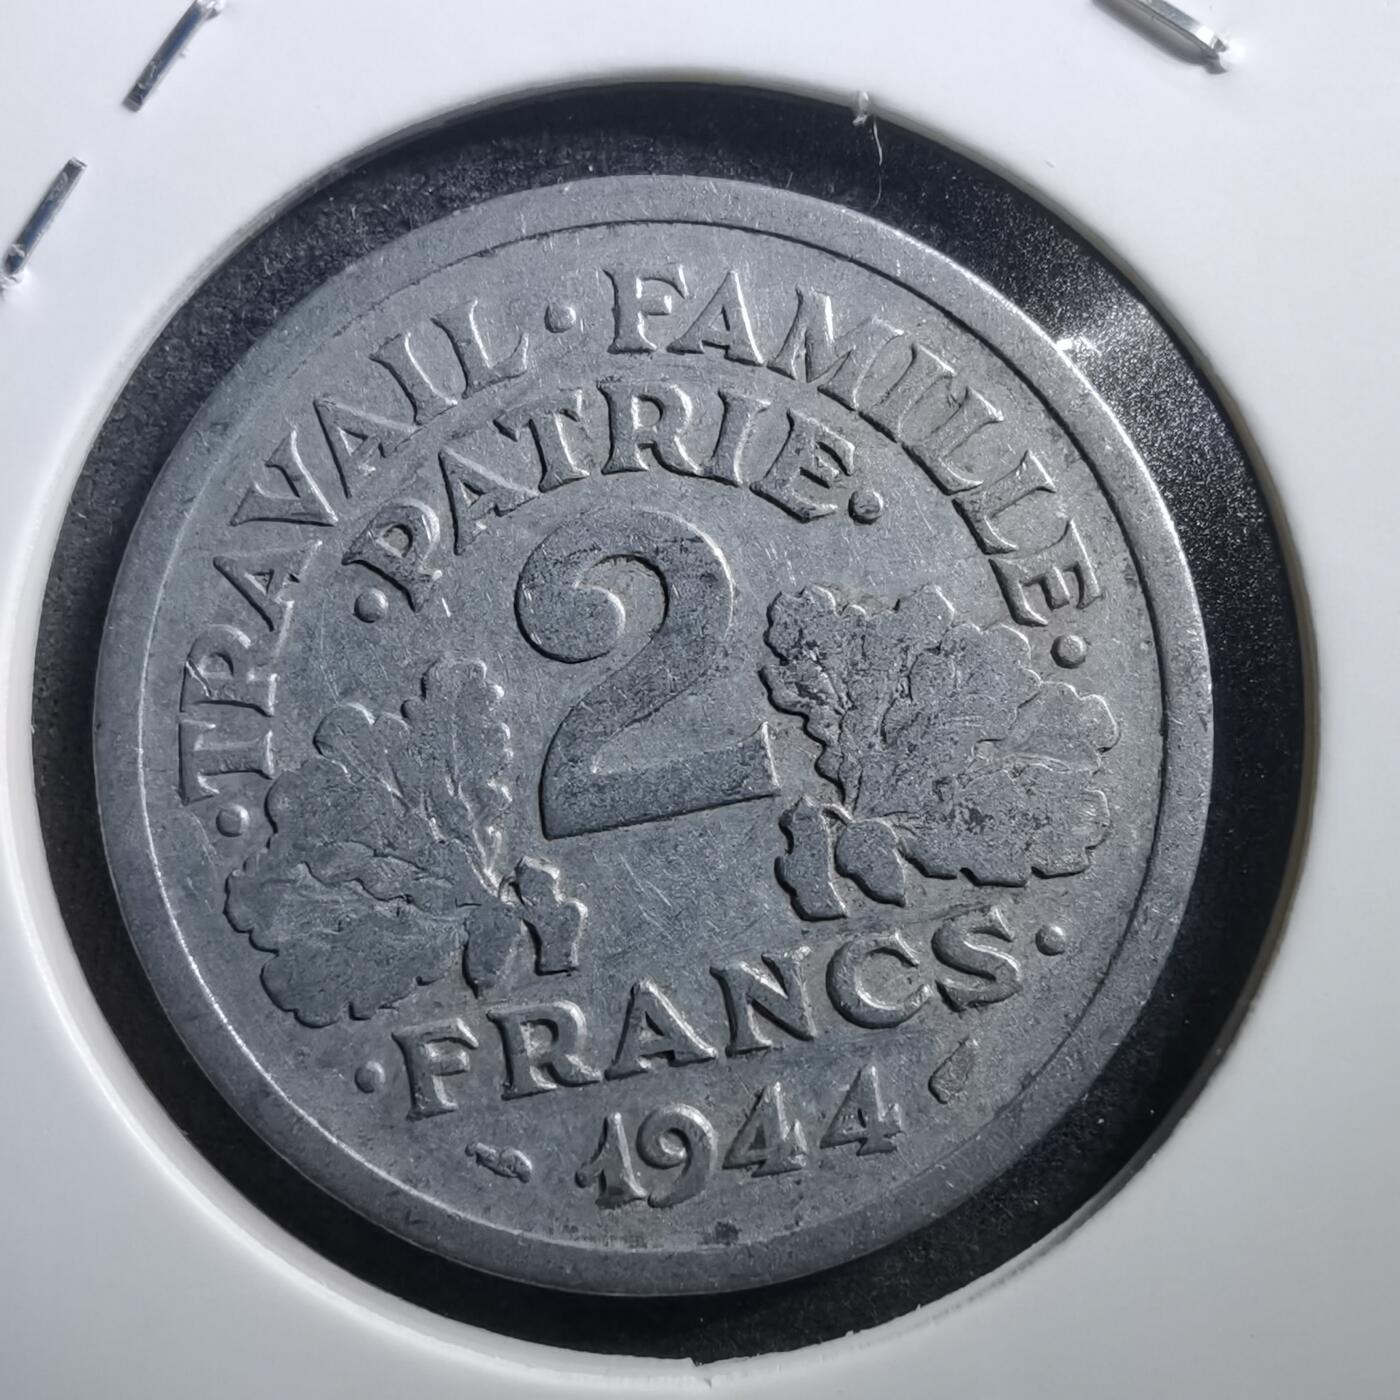 ·TRAVAIL·FAMILLE·
·PATRIE·
2
·FRANCS·
1944